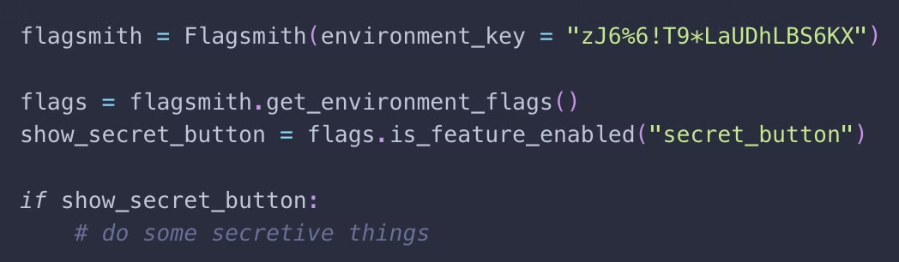 flagsmith = Flagsmith(environment_key = "zJ6%6!T9*LaUDhLBS6KX")
flags = flagsmith.get_environment_flags()
show_secret_button = flags.is_feature_enabled("secret_button")
if show_secret_button:
# do some secretive things